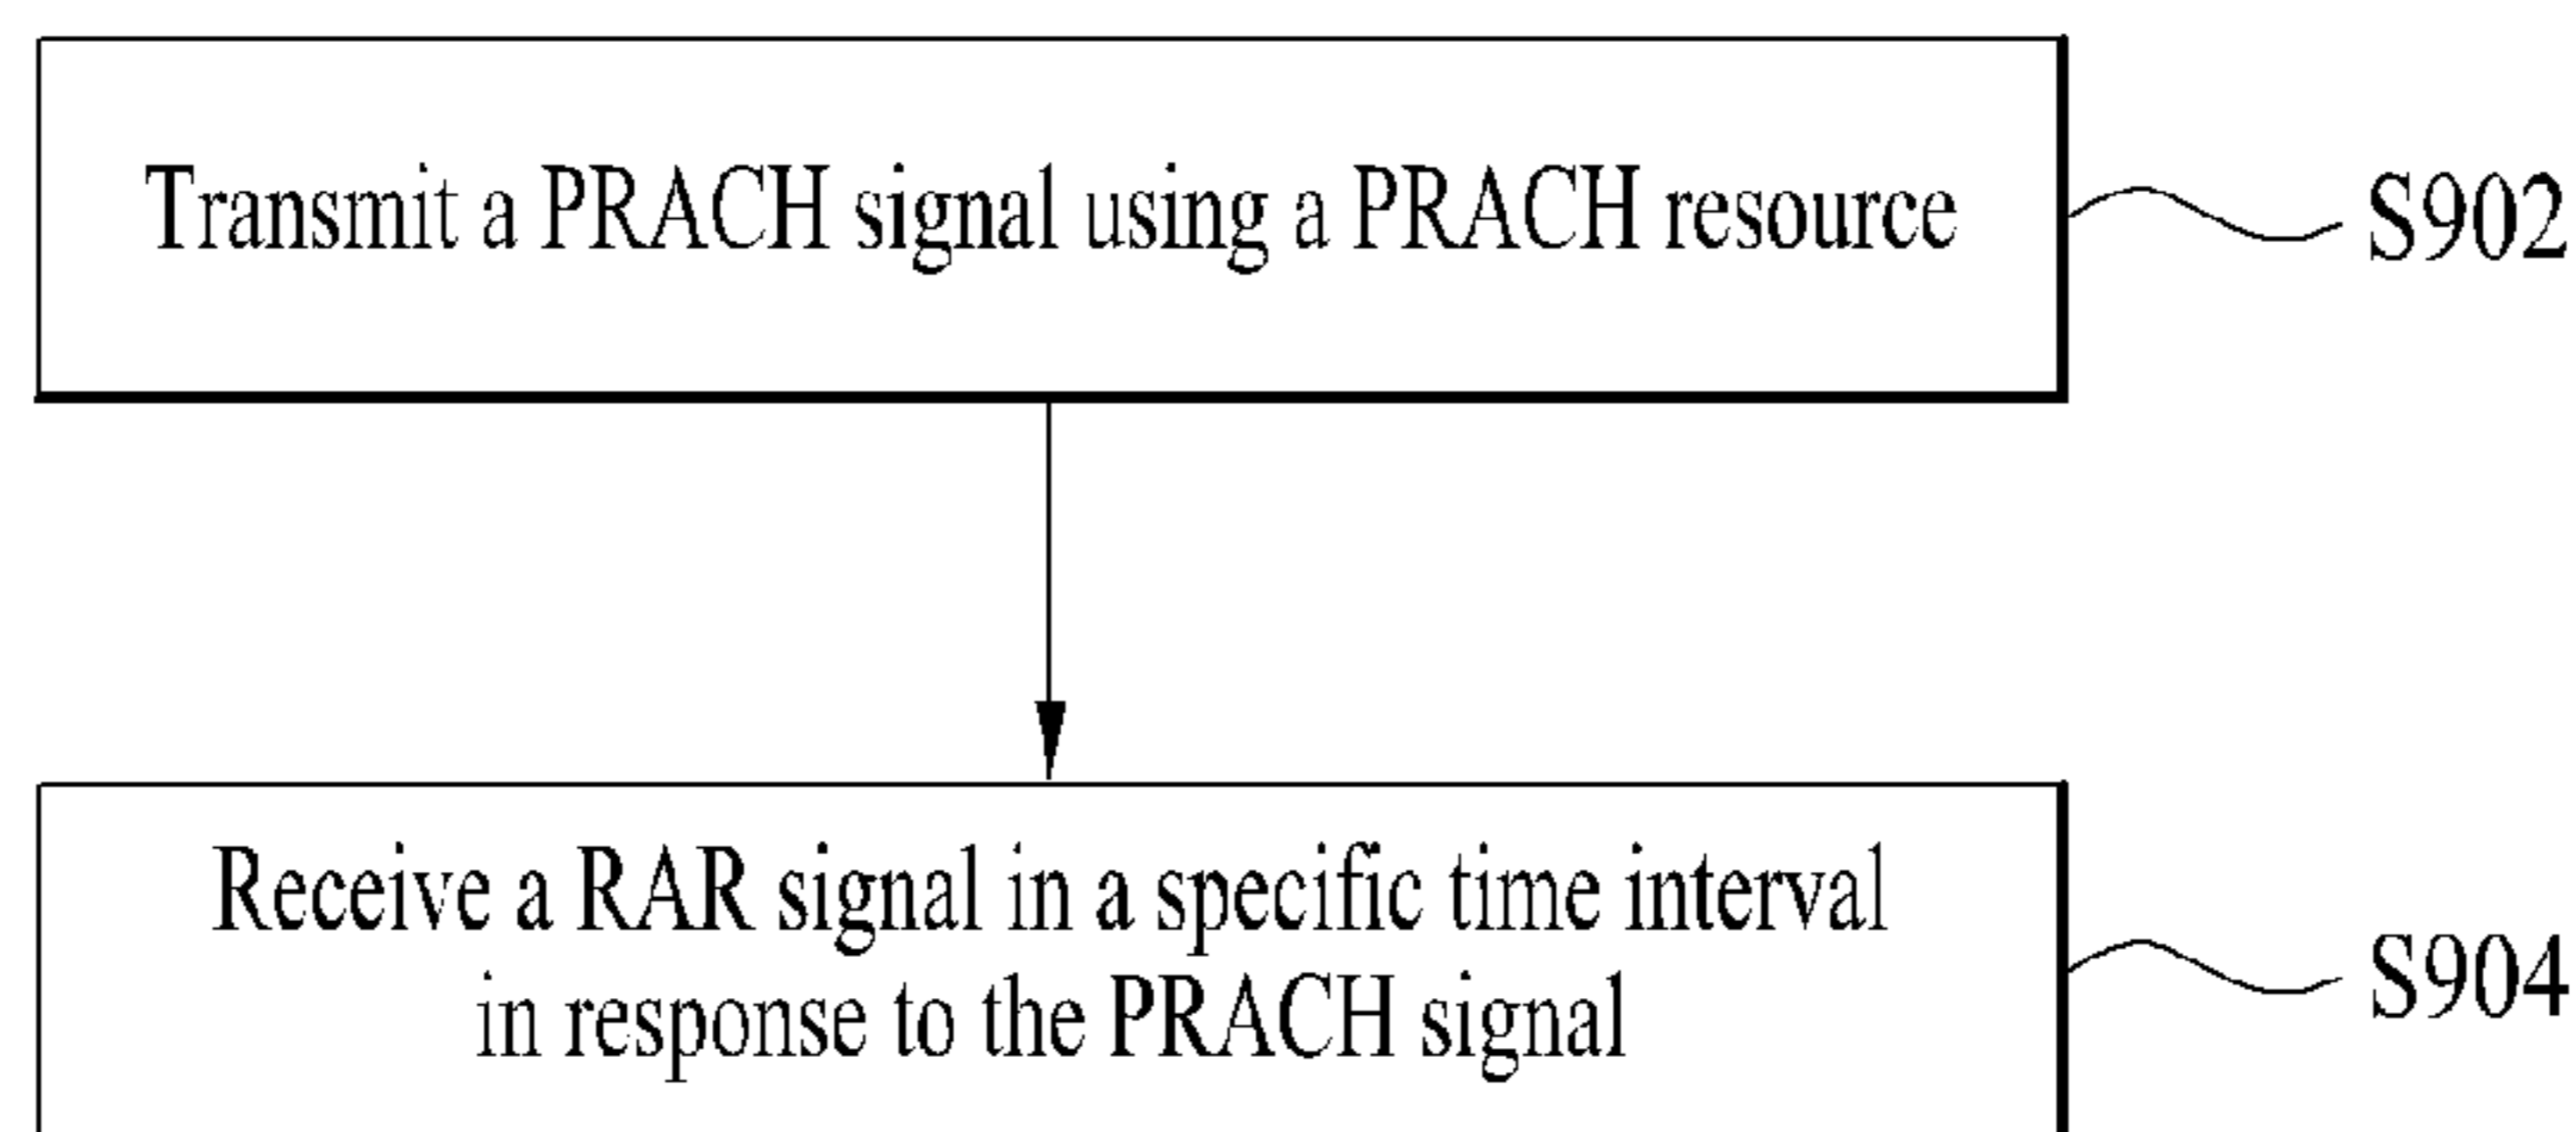 Transmit a PRACH signal using a PRACH resource
S902
Receive a RAR signal in a specific time interval
in response to the PRACH signal
S904